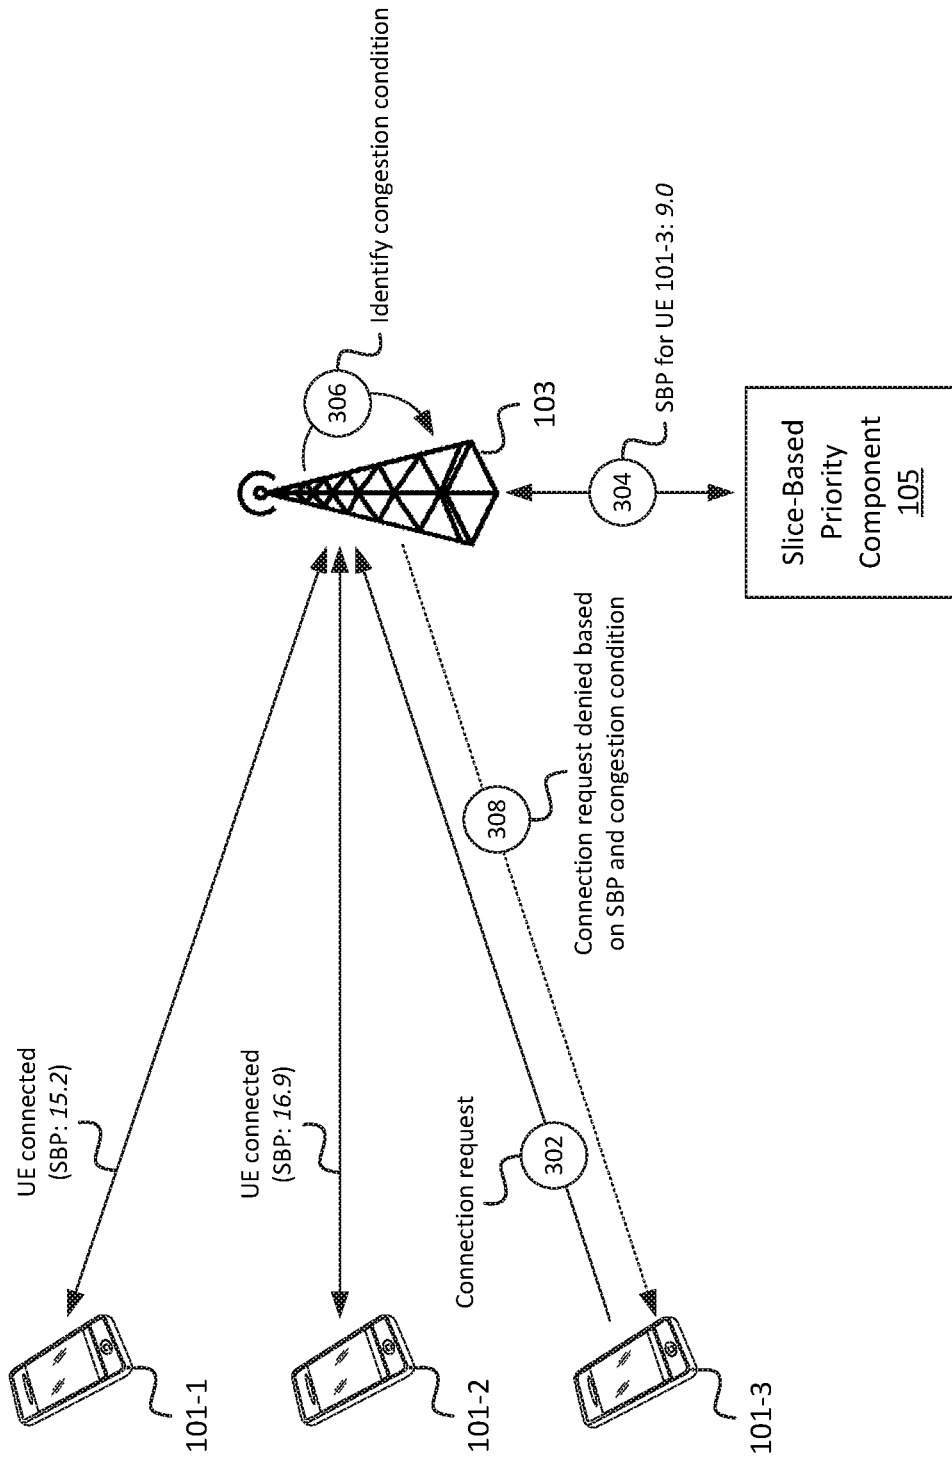 UE connected
(SBP: 15.2)
101-1
UE connected
(SBP: 16.9)
101-2
Connection request
302
101-3
308
Connection request denied based
on SBP and congestion condition
306
Identify congestion condition
103
304
SBP for UE 101-3: 9.0
Slice-Based
Priority
Component
105